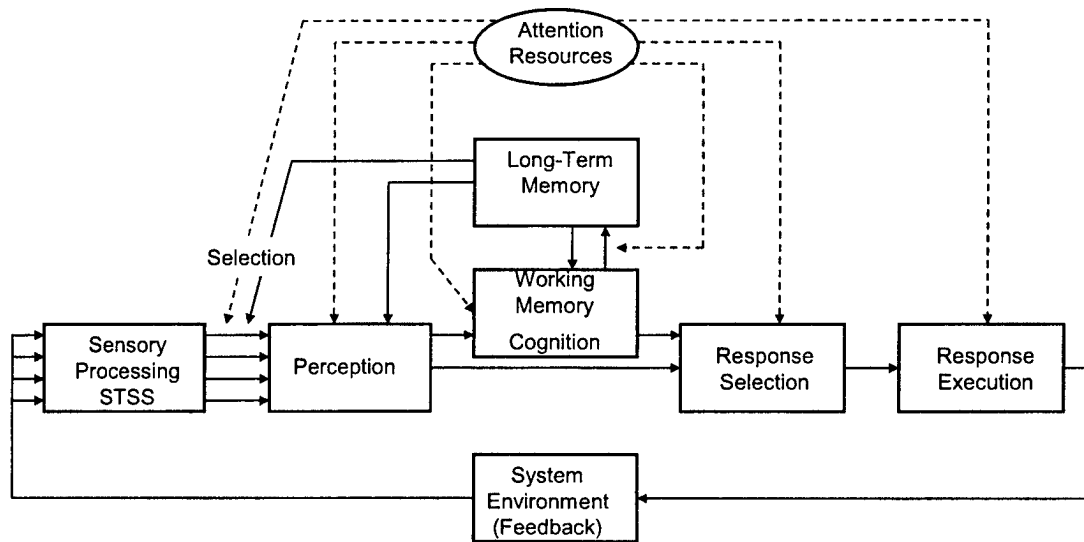 Attention
Resources
Long-Term
Memory
Selection
Working
Memory
Cognition
Sensory
Processing
STSS
Perception
Response
Selection
Response
Execution
System
Environment
(Feedback)